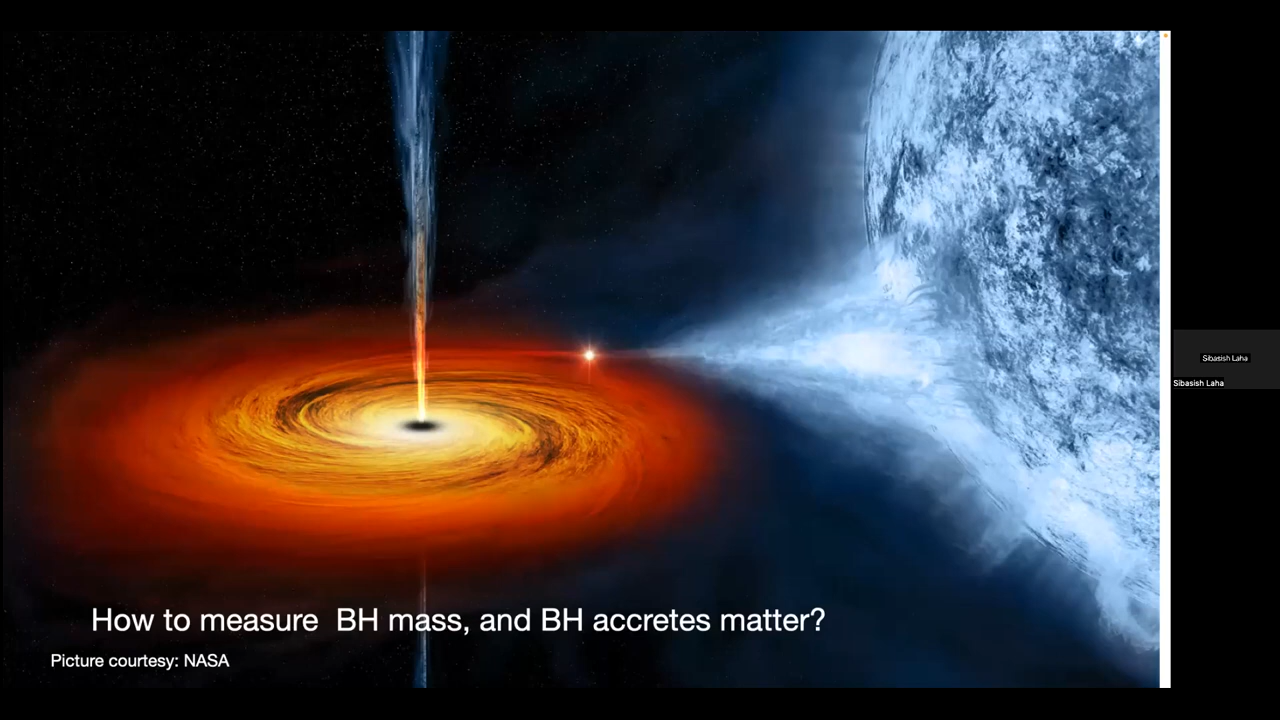 How to measure  BH mass, and BH accretes matter?
Picture courtesy: NASA
Sibasish Laha
Sibasish Laha